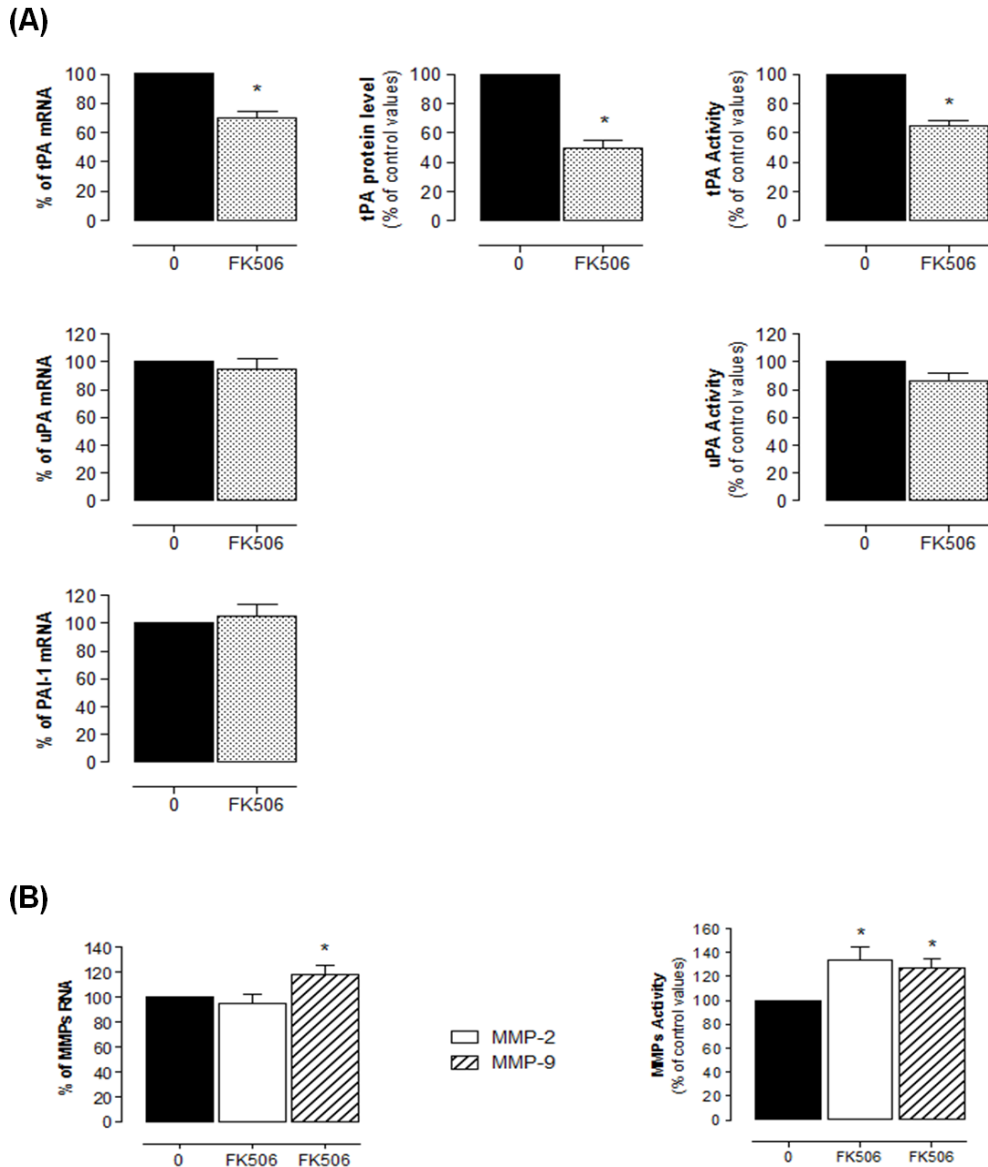 (A)
% of tPA mRNA
100
80
60
40
20
0
*
0
FK506
tPA protein level
(% of control values)
100
80
60
40
20
0
*
0
FK506
tPA Activity
(% of control values)
100
80
60
40
20
0
*
0
FK506
% of uPA mRNA
120
100
80
60
40
20
0
0
FK506
uPA Activity
(% of control values)
120
100
80
60
40
20
0
0
FK506
% of PAI-1 mRNA
120
100
80
60
40
20
0
0
FK506
(B)
% of MMPs RNA
140
120
100
80
60
40
20
0
*
0
FK506
FK506
MMP-2
MMP-9
MMPs Activity
(% of control values)
160
140
120
100
80
60
40
20
0
*
*
0
FK506
FK506